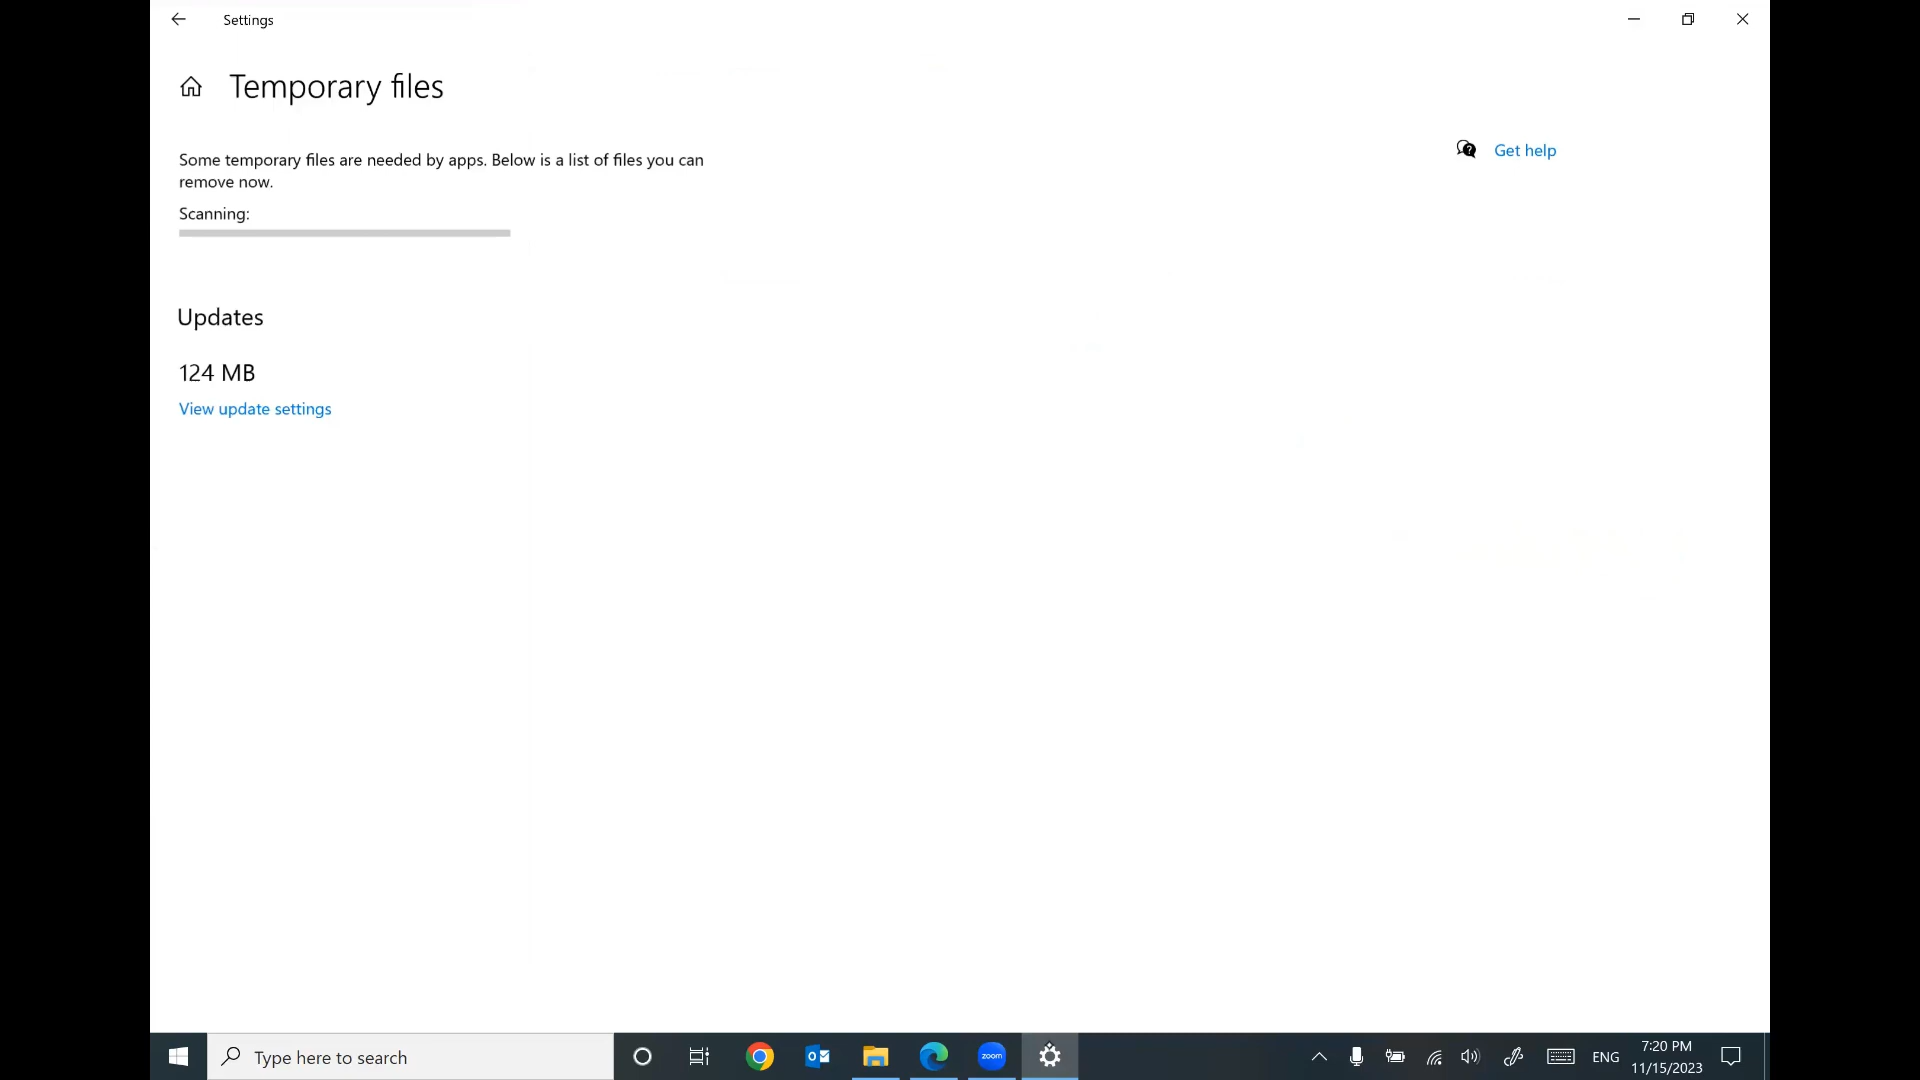 Settings
Temporary files
Some temporary files are needed by apps. Below is a list of files you can
remove now.
Get help
Scanning:
Updates
124 MB
View update settings
Type here to search
zoom
ENG
7:20 PM
11/15/2023